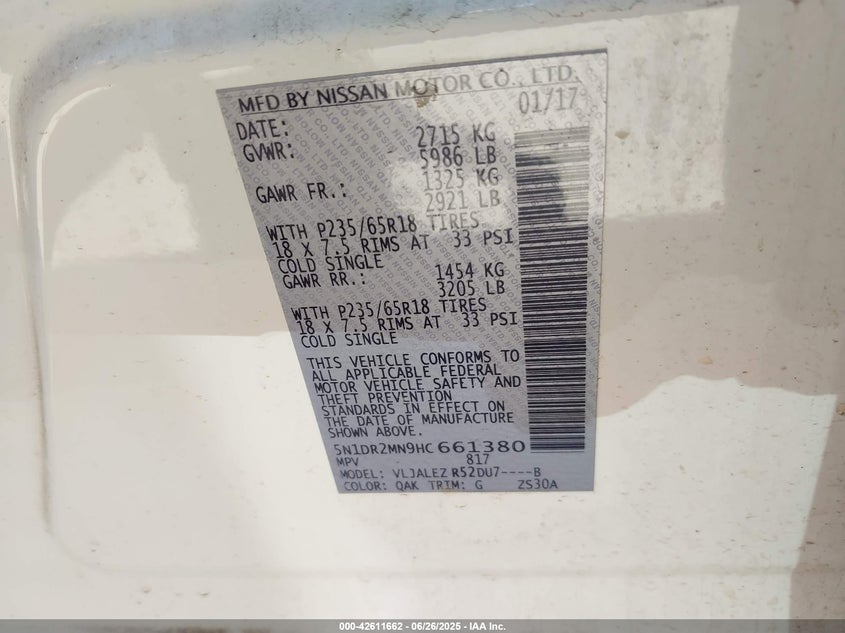 MFD BY NISSAN MOTOR CO., LTD.
DATE: 01/17
GVWR: 2715 KG
5986 LB
GAWR FR.: 1325 KG
2921 LB
WITH P235/65R18 TIRES
18 X 7.5 RIMS AT 33 PSI
COLD SINGLE
GAWR RR.: 1454 KG
3205 LB
WITH P235/65R18 TIRES
18 X 7.5 RIMS AT 33 PSI
COLD SINGLE
THIS VEHICLE CONFORMS TO
ALL APPLICABLE FEDERAL
MOTOR VEHICLE SAFETY AND
THEFT PREVENTION
STANDARDS IN EFFECT ON
THE DATE OF MANUFACTURE
SHOWN ABOVE.
5N1DR2MN9HC 661380
MPV 817
MODEL: VLJALEZ R52DU7----B
COLOR: QAK TRIM: G ZS30A
000-42611662 - 06/26/2025 - IAA Inc.